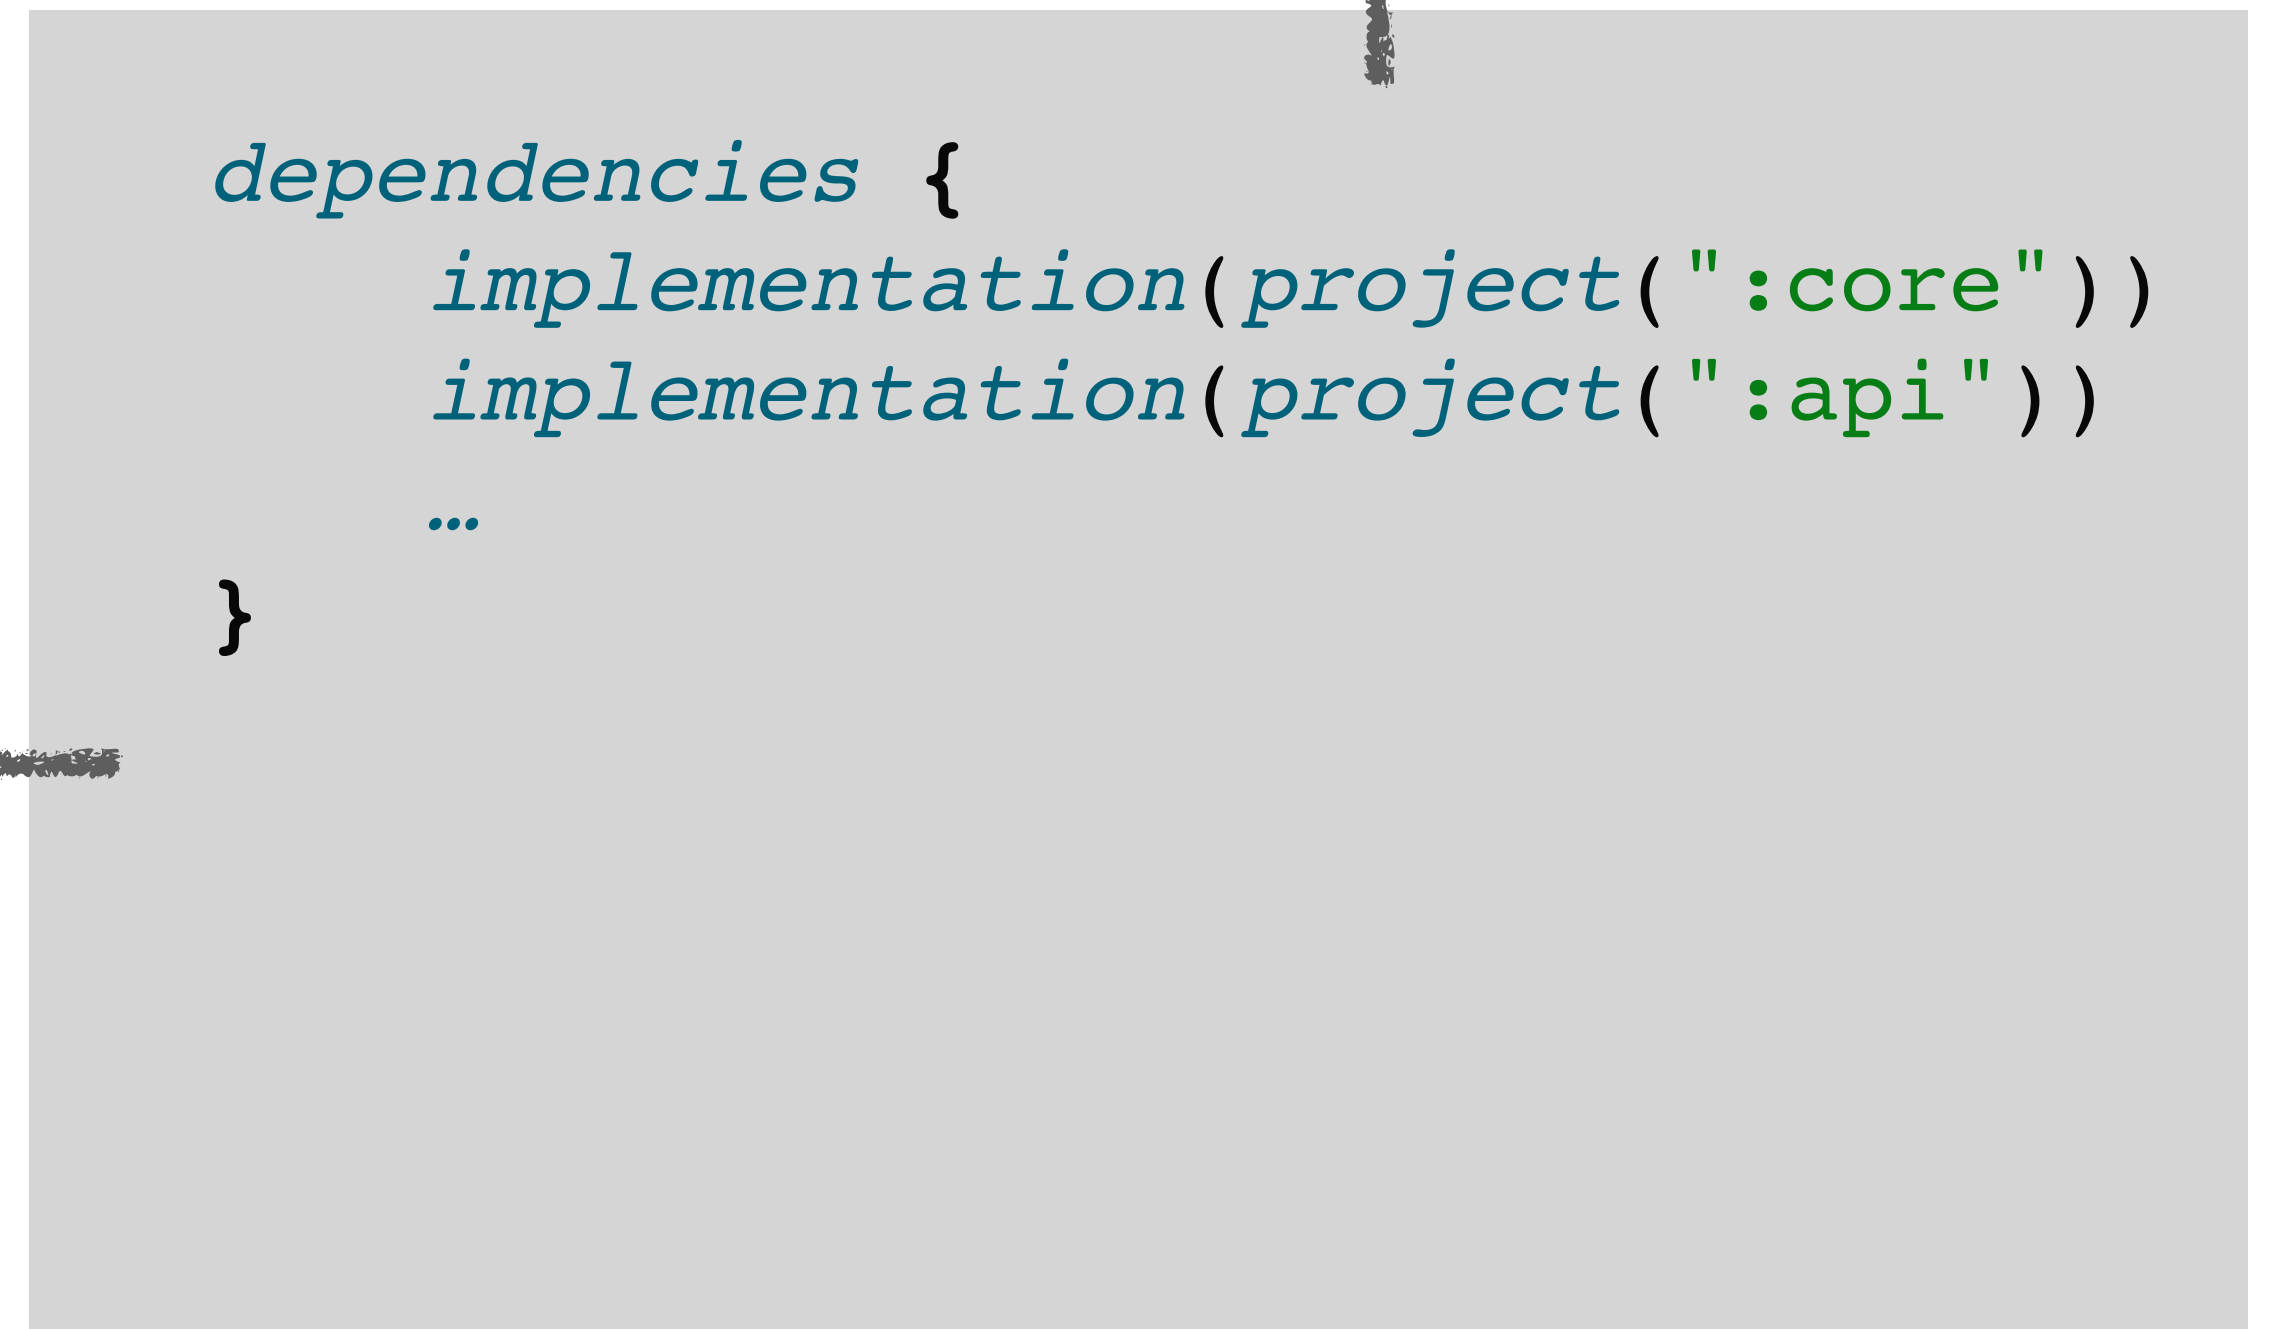 dependencies {
implementation(project(":core"))
implementation(project(":api"))
…
}